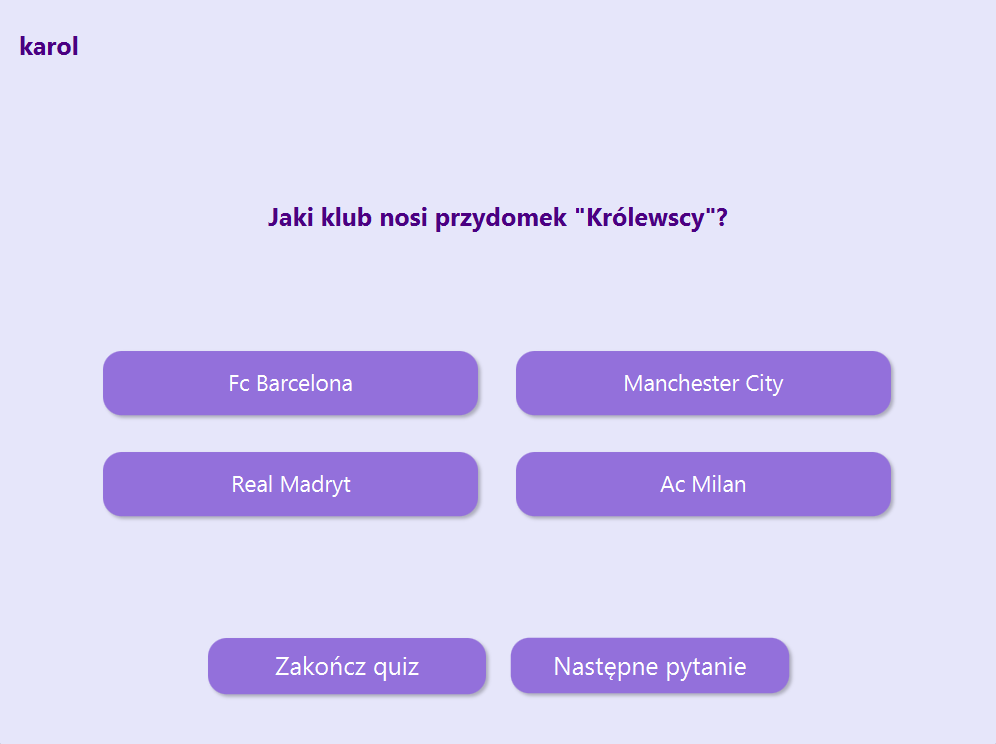 karol
Jaki klub nosi przydomek "Królewscy"?
Fc Barcelona
Manchester City
Real Madryt
Ac Milan
Zakończ quiz
Następne pytanie